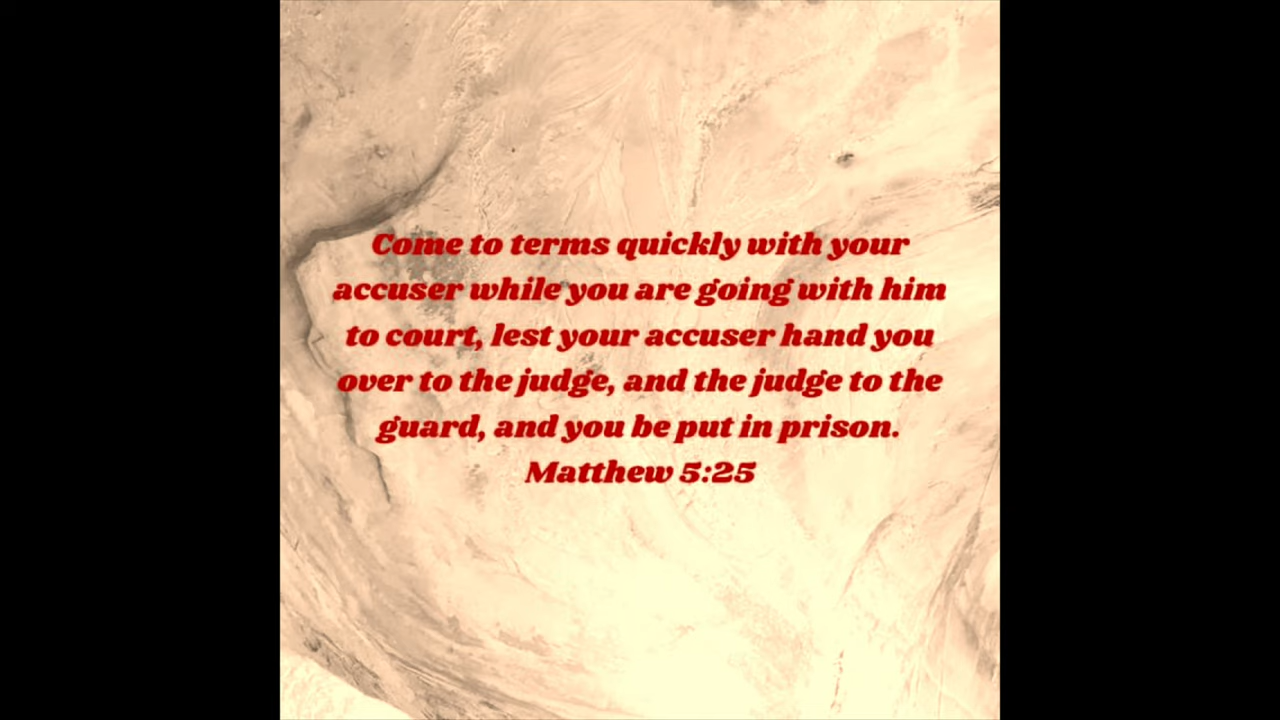 Come to terms quickly with your
accuser while you are going with him
to court, lest your accuser hand you
over to the judge, and the judge to the
guard, and you be put in prison.
Matthew 5:25